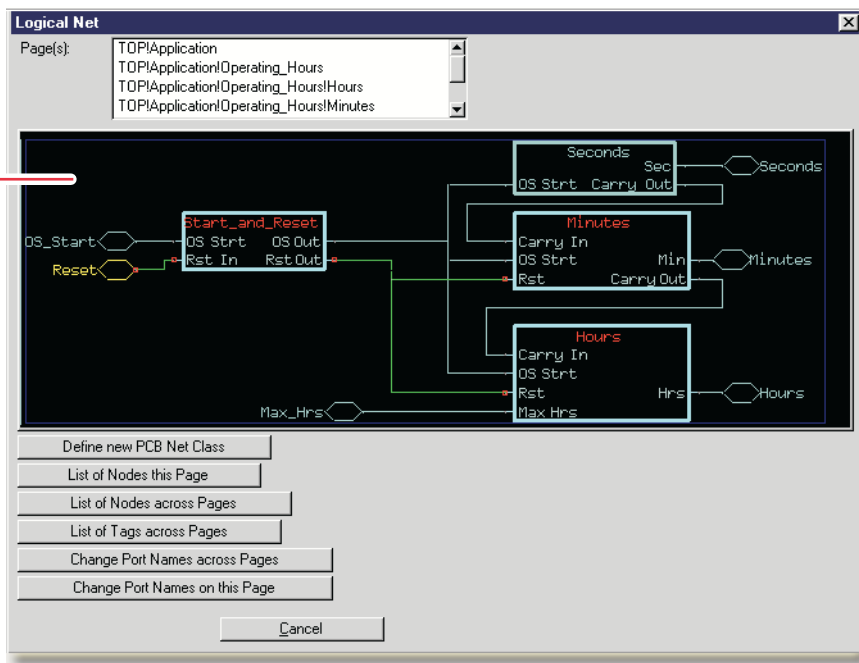 Logical Net
Page(s):
TOP!Application
TOP!Application!Operating_Hours
TOP!Application!Operating_Hours!Hours
TOP!Application!Operating_Hours!Minutes
Seconds
Sec
Seconds
OS Strt Carry Out
Start_and_Reset
OS_Start
OS Strt OS Out
Reset
Rst In Rst Out
Minutes
Carry In
OS Strt Min
Minutes
Rst Carry Out
Hours
Carry In
OS Strt
Rst Hrs
Hours
Max_Hrs
Max Hrs
Define new PCB Net Class
List of Nodes this Page
List of Nodes across Pages
List of Tags across Pages
Change Port Names across Pages
Change Port Names on this Page
Cancel